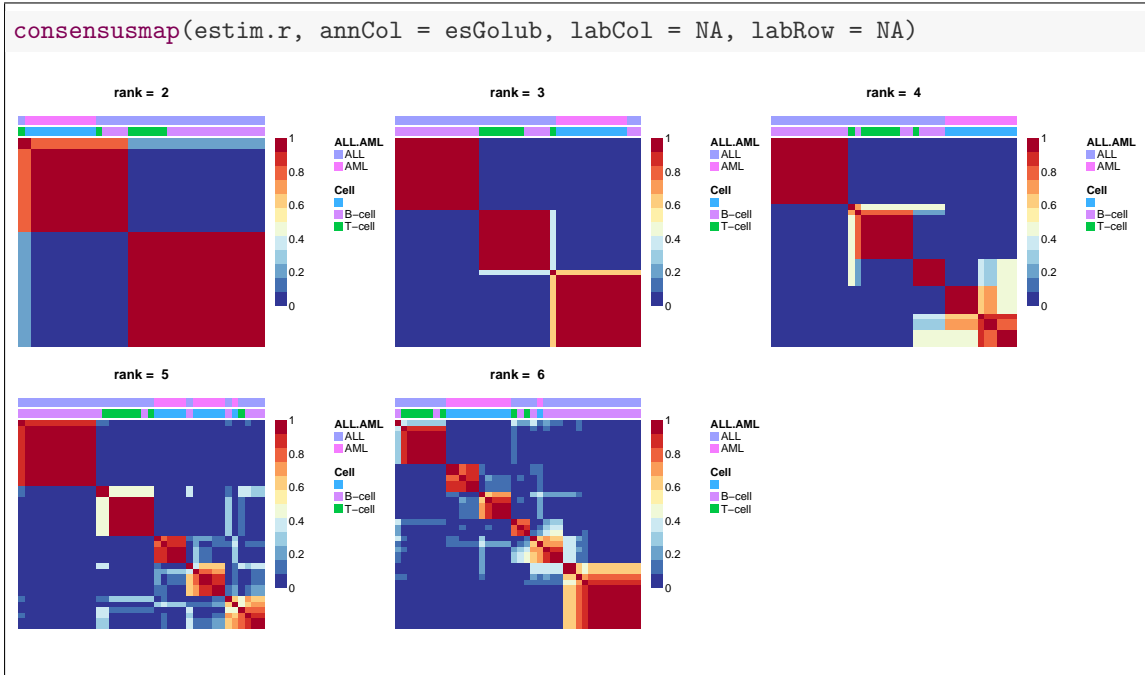 consensusmap(estim.r, annCol = esGolub, labCol = NA, labRow = NA)
rank = 2
1
0.8
0.6
0.4
0.2
0
ALL.AML
ALL
AML
Cell
B−cell
T−cell
rank = 3
1
0.8
0.6
0.4
0.2
0
ALL.AML
ALL
AML
Cell
B−cell
T−cell
rank = 4
1
0.8
0.6
0.4
0.2
0
ALL.AML
ALL
AML
Cell
B−cell
T−cell
rank = 5
1
0.8
0.6
0.4
0.2
0
ALL.AML
ALL
AML
Cell
B−cell
T−cell
rank = 6
1
0.8
0.6
0.4
0.2
0
ALL.AML
ALL
AML
Cell
B−cell
T−cell